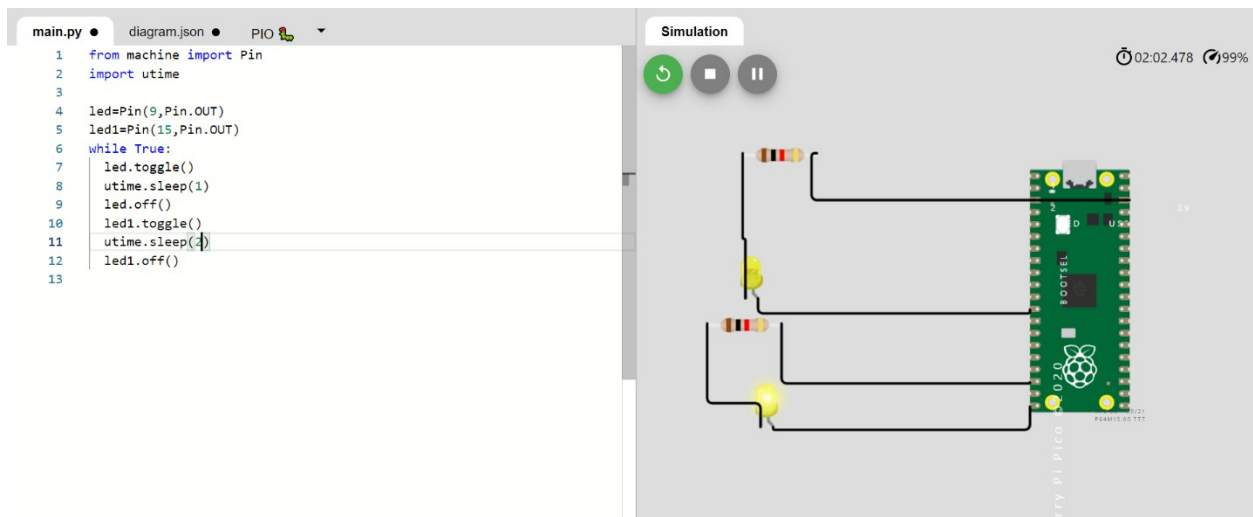 main.py ● diagram.json ● PIO
Simulation
1 from machine import Pin
2 import utime
3
4 led=Pin(9,Pin.OUT)
5 led1=Pin(15,Pin.OUT)
6 while True:
7 led.toggle()
8 utime.sleep(1)
9 led.off()
10 led1.toggle()
11 utime.sleep(2)
12 led1.off()
13
02:02.478 99%
2
39
BOOTSEL
Pi Pico ©2020